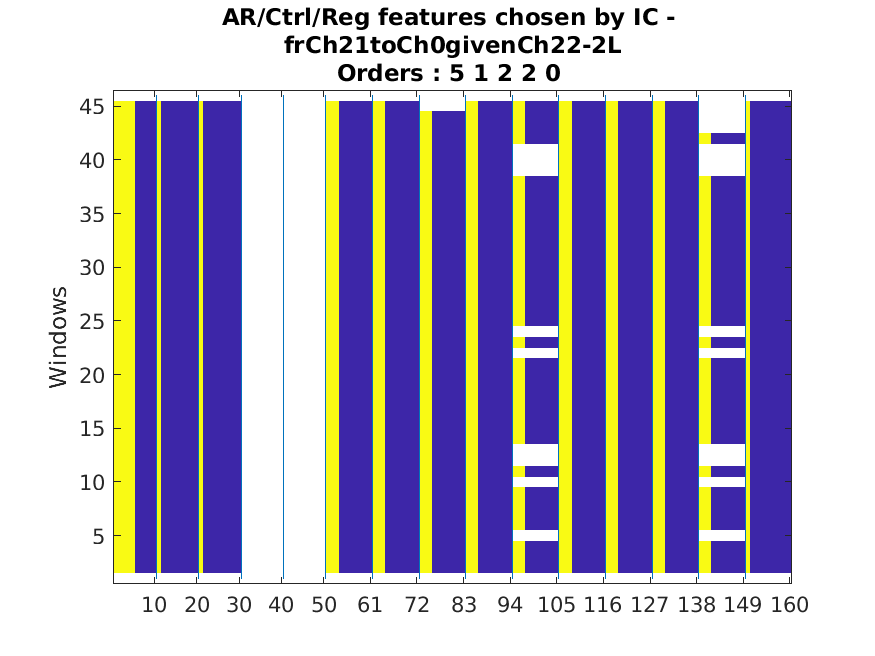 AR/Ctrl/Reg features chosen by IC -
frCh21toCh0givenCh22-2L
Orders : 5 1 2 2 0
45
40
35
30
25
20
15
10
5
Windows
10 20 30 40 50 61 72 83 94 105 116 127 138 149 160